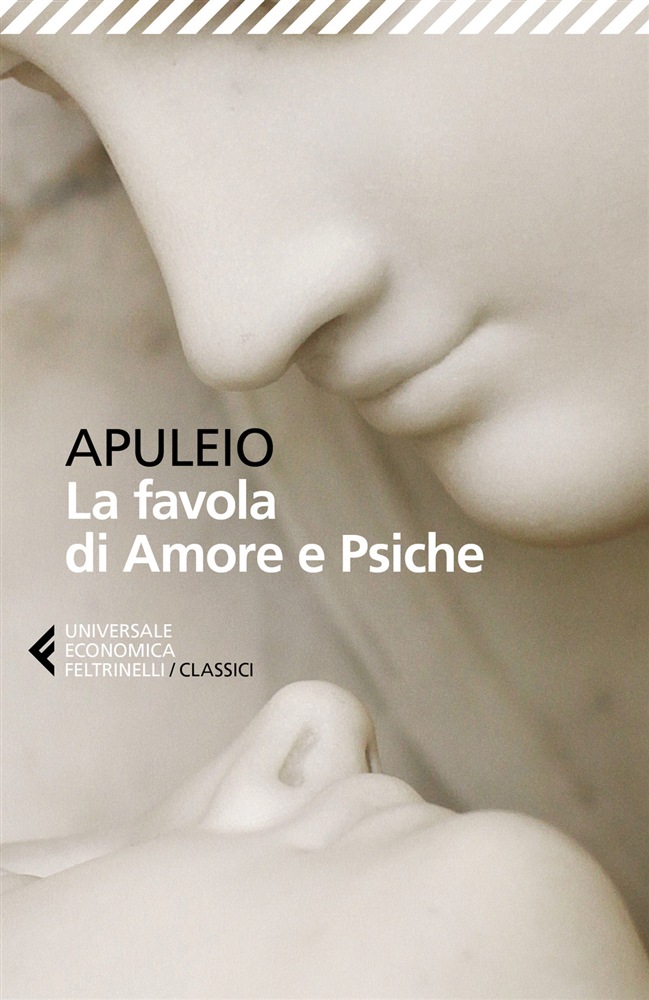 APULEIO
La favola
di Amore e Psiche
UNIVERSALE
ECONOMICA
FELTRINELLI / CLASSICI